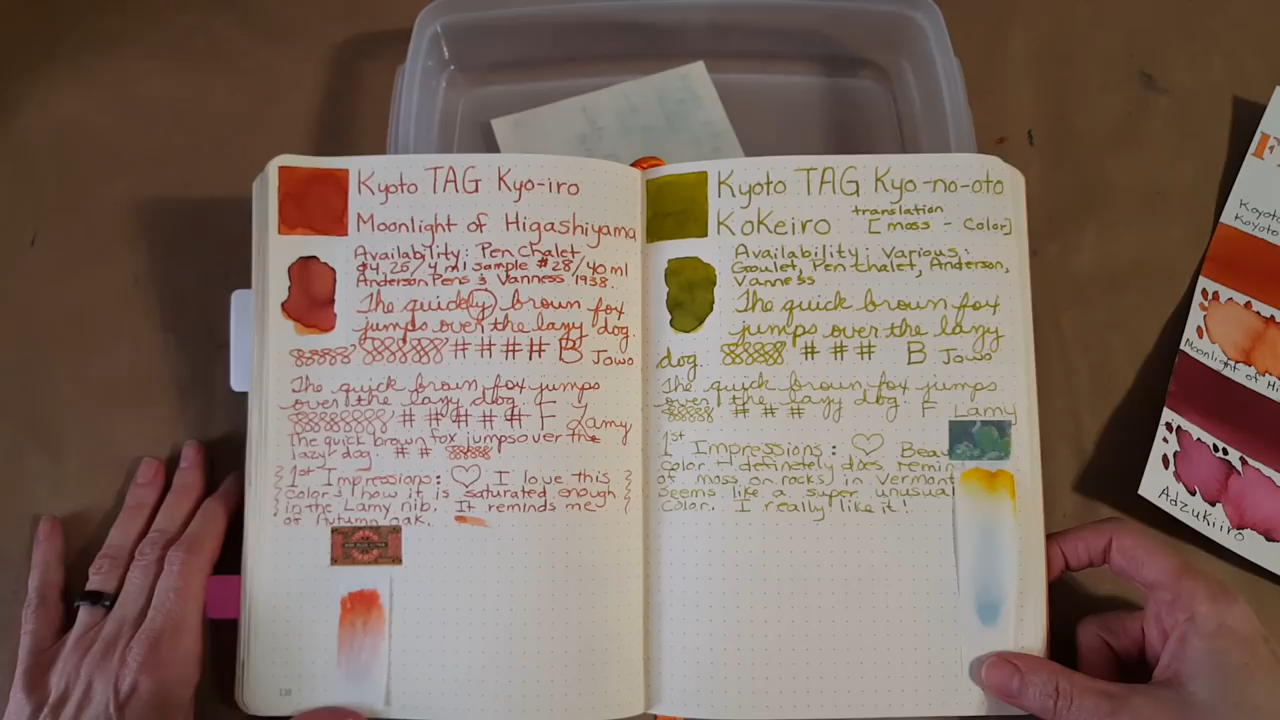 Kyoto TAG Kyo-iro
Moonlight of Higashiyama
Availability: Pen Chalet
$4.25/4 ml sample $28/40ml
Anderson Pens & Vanness 1938.
The quickly brown fox
jumps over the lazy dog.
# # # # B Jowo
The quick brown fox jumps
over the lazy dog.
# # # # # F Lamy
The quick brown fox jumps over the
lazy dog. # #
1st Impressions: ♡ I love this
color & how it is saturated enough
in the Lamy nib. It reminds me
of Autumn oak.
138
Kyoto TAG Kyo-no-oto
KoKeiro translation
[moss - Color]
Availability: Various:
Goulet, Pen Chalet, Anderson,
Vanness
The quick brown fox
jumps over the lazy
dog. # # # B Jowo
The quick brown fox jumps
over the lazy dog. F Lamy
# # #
1st Impressions: ♡
color & definetely does
of moss on rocks in Vermont
Seems like a super unusual
color. I really like it!
Moonlight of Hi
Adzukiiro